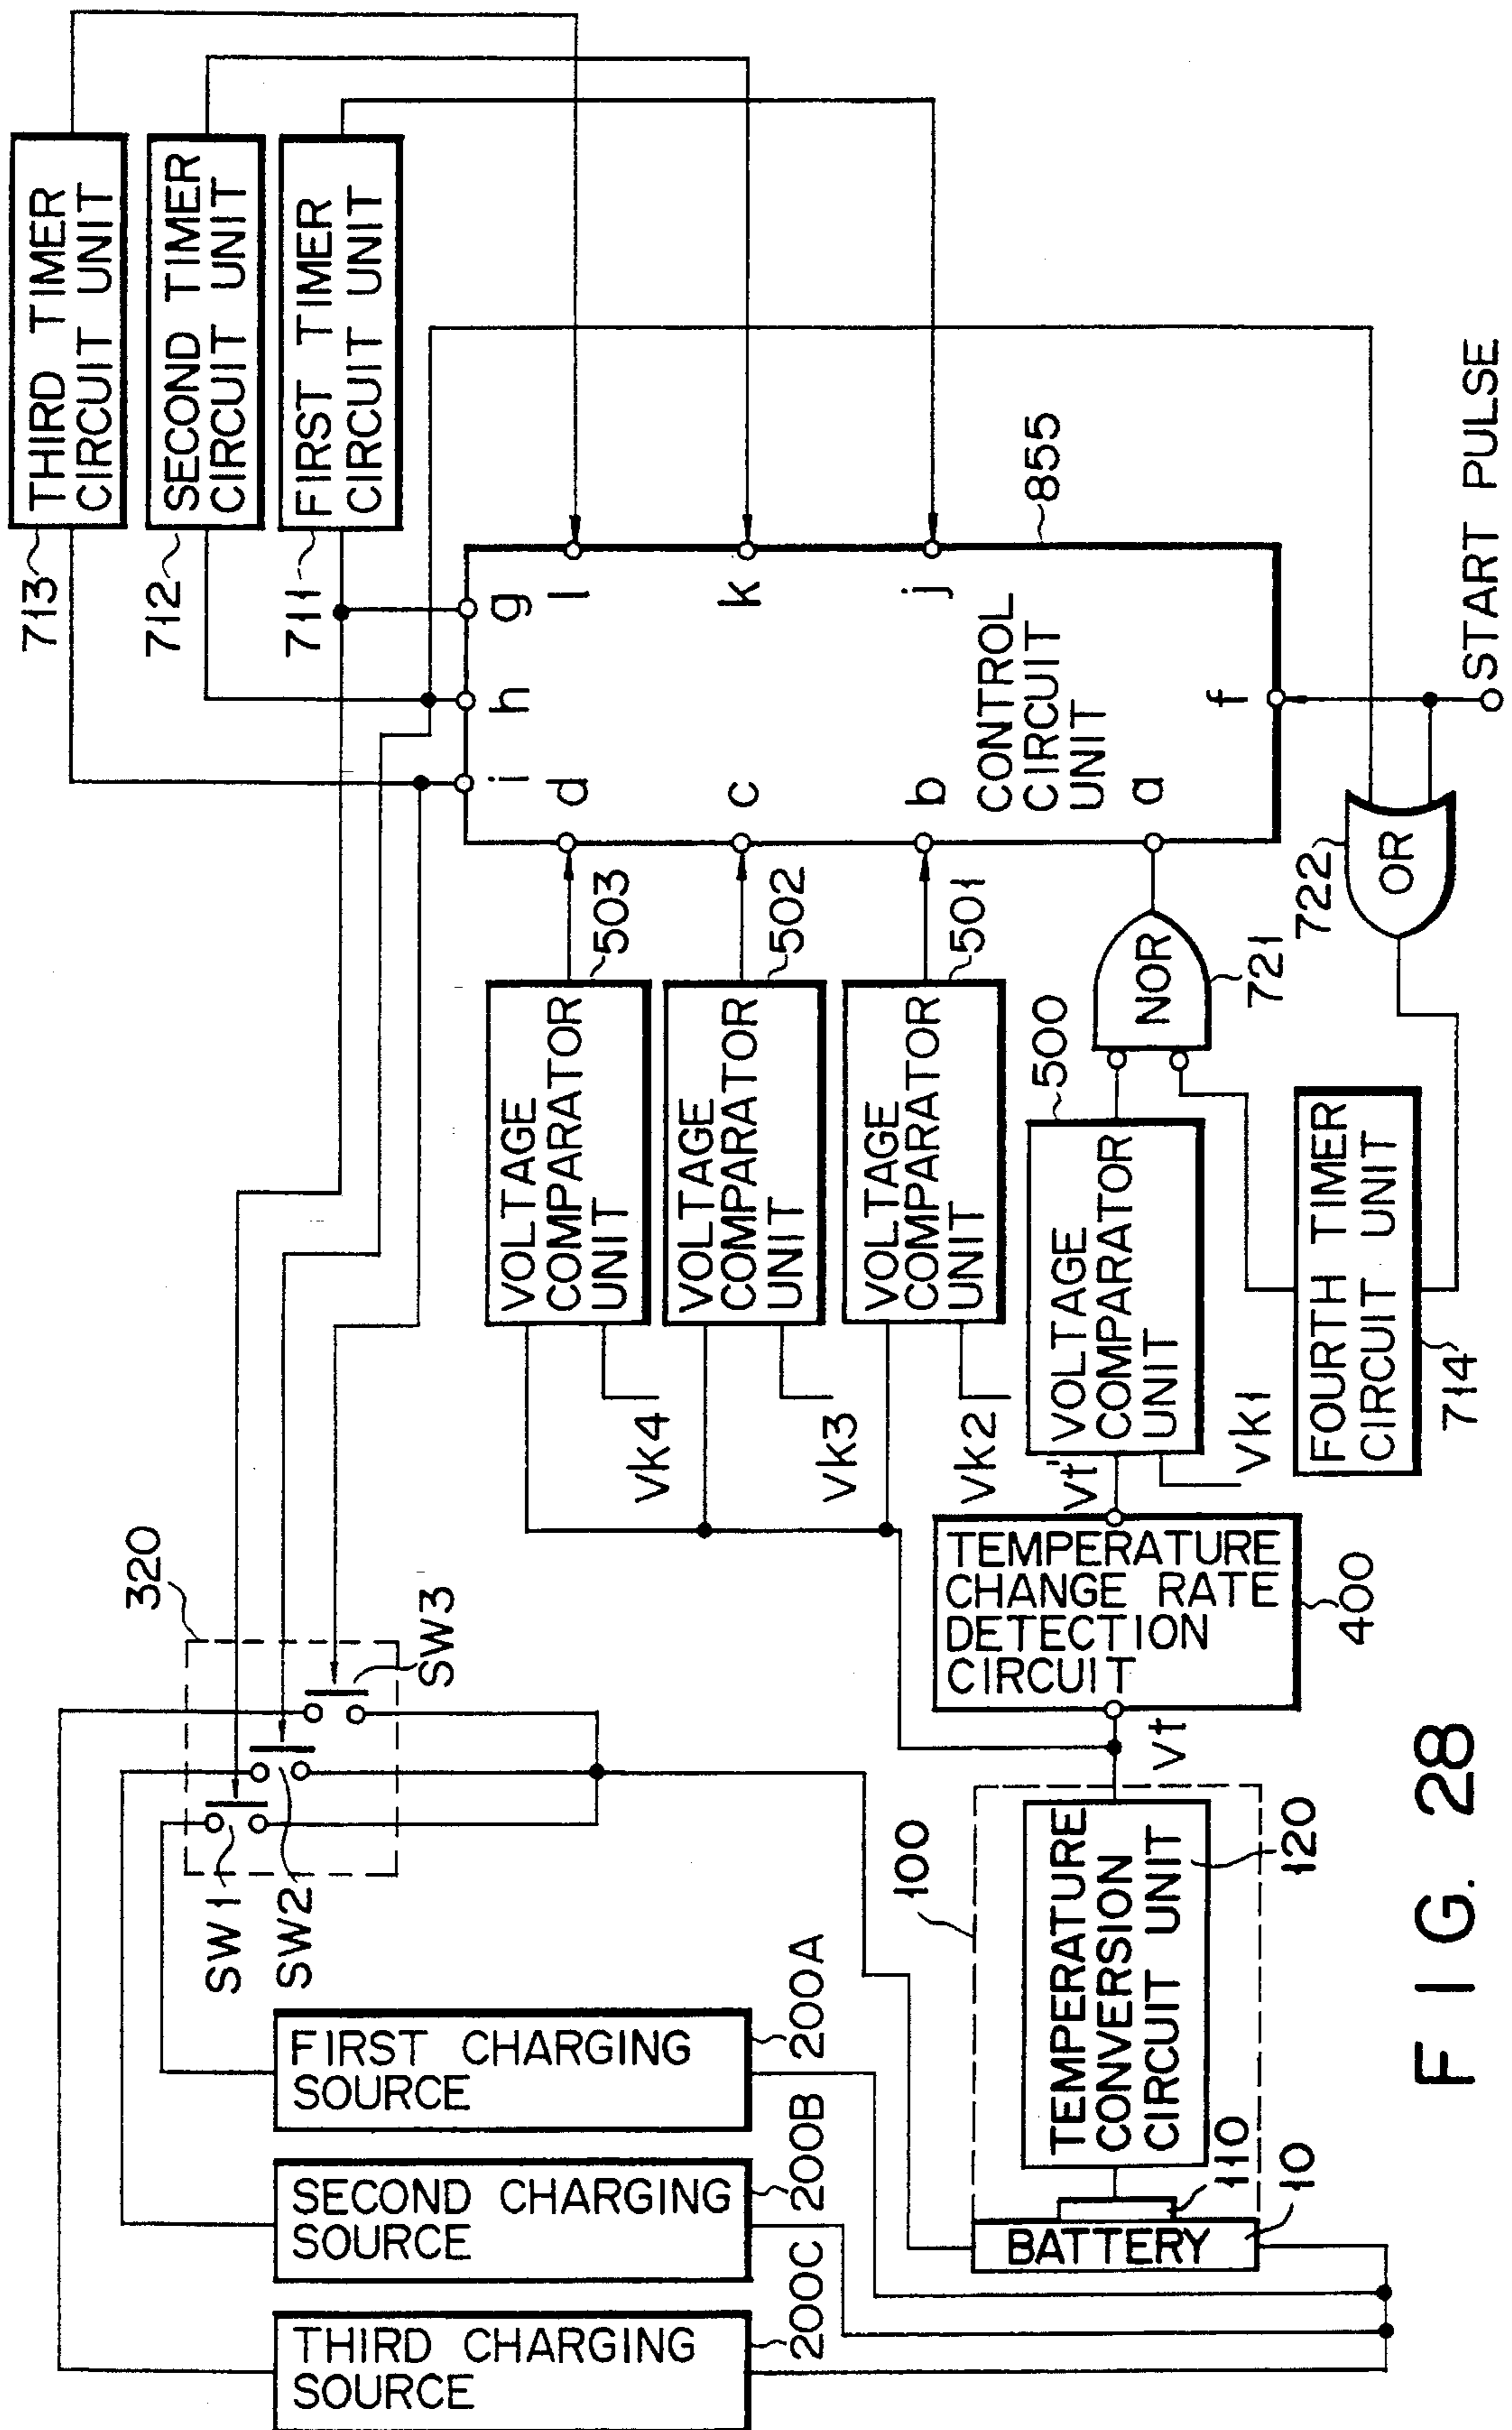 THIRD CHARGING
SOURCE
200C
SECOND CHARGING
SOURCE
200B
FIRST CHARGING
SOURCE
200A
SW1
SW2
SW3
320
BATTERY
10
110
TEMPERATURE
CONVERSION
CIRCUIT UNIT
120
100
Vt
TEMPERATURE
CHANGE RATE
DETECTION
CIRCUIT
400
Vt'
Vk1
Vk2
Vk3
Vk4
VOLTAGE
COMPARATOR
UNIT
503
VOLTAGE
COMPARATOR
UNIT
502
VOLTAGE
COMPARATOR
UNIT
501
VOLTAGE
COMPARATOR
UNIT
500
FOURTH TIMER
CIRCUIT UNIT
714
NOR
721
OR
722
START PULSE
i
h
g
d
c
b
a
f
l
k
j
CONTROL
CIRCUIT
UNIT
855
THIRD TIMER
CIRCUIT UNIT
713
SECOND TIMER
CIRCUIT UNIT
712
FIRST TIMER
CIRCUIT UNIT
711
FIG. 28